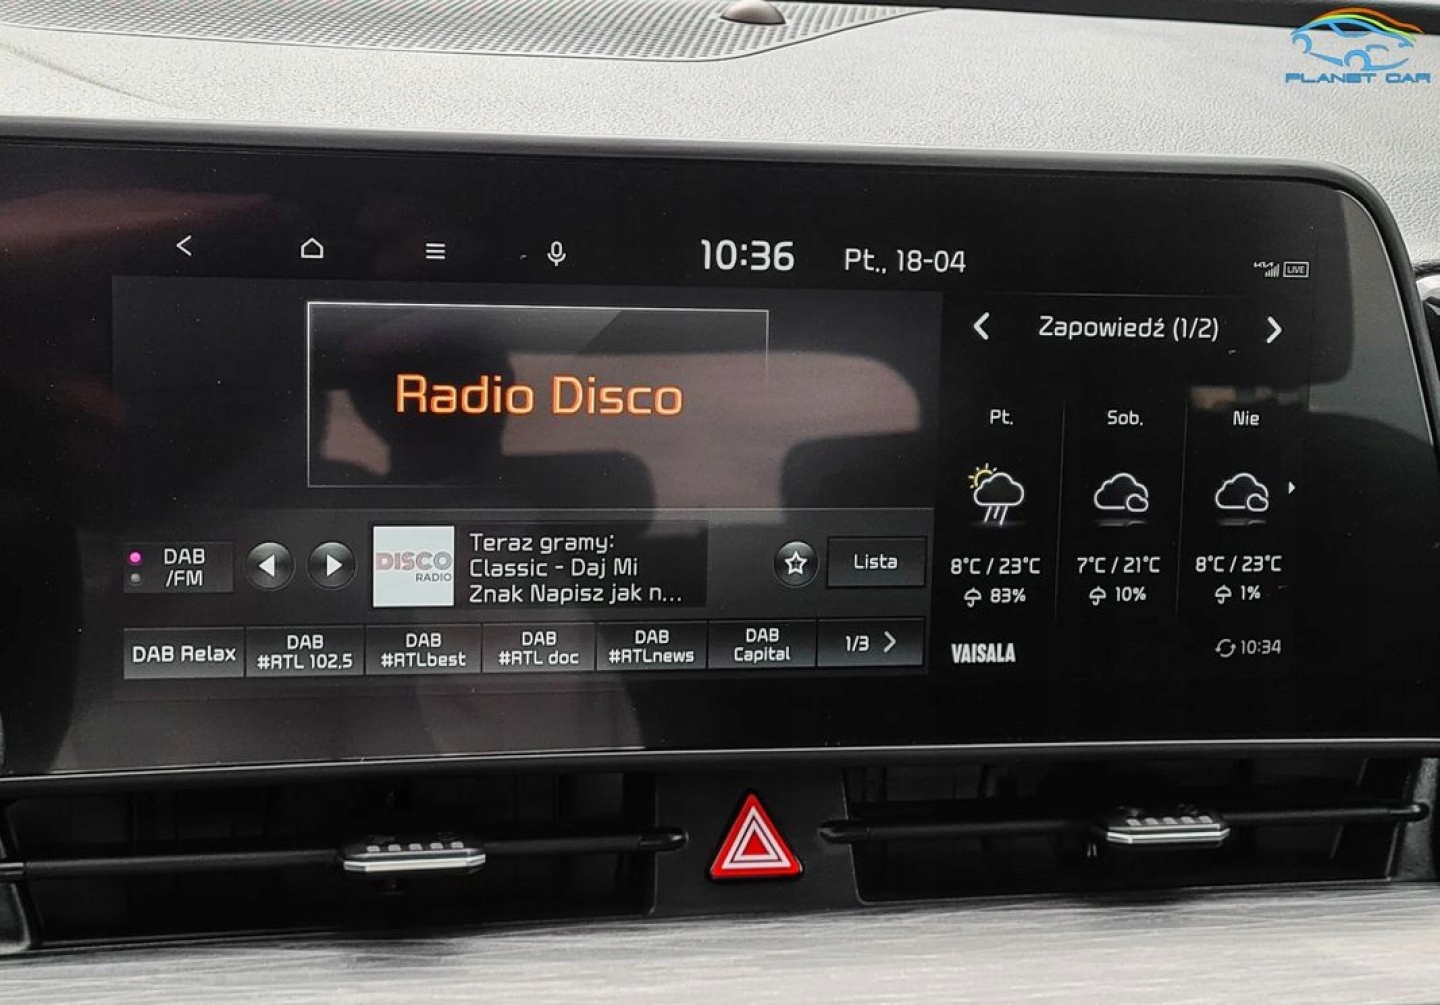 PLANET CAR
10:36 Pt., 18-04
LIVE
Radio Disco
Zapowiedź (1/2)
Pt. Sob. Nie
8°C / 23°C 7°C / 21°C 8°C / 23°C
83% 10% 1%
VAISALA 10:34
DAB
/FM
DISCO
RADIO
Teraz gramy:
Classic - Daj Mi
Znak Napisz jak n...
Lista
DAB Relax
DAB
#RTL 102,5
DAB
#RTLbest
DAB
#RTL doc
DAB
#RTLnews
DAB
Capital
1/3